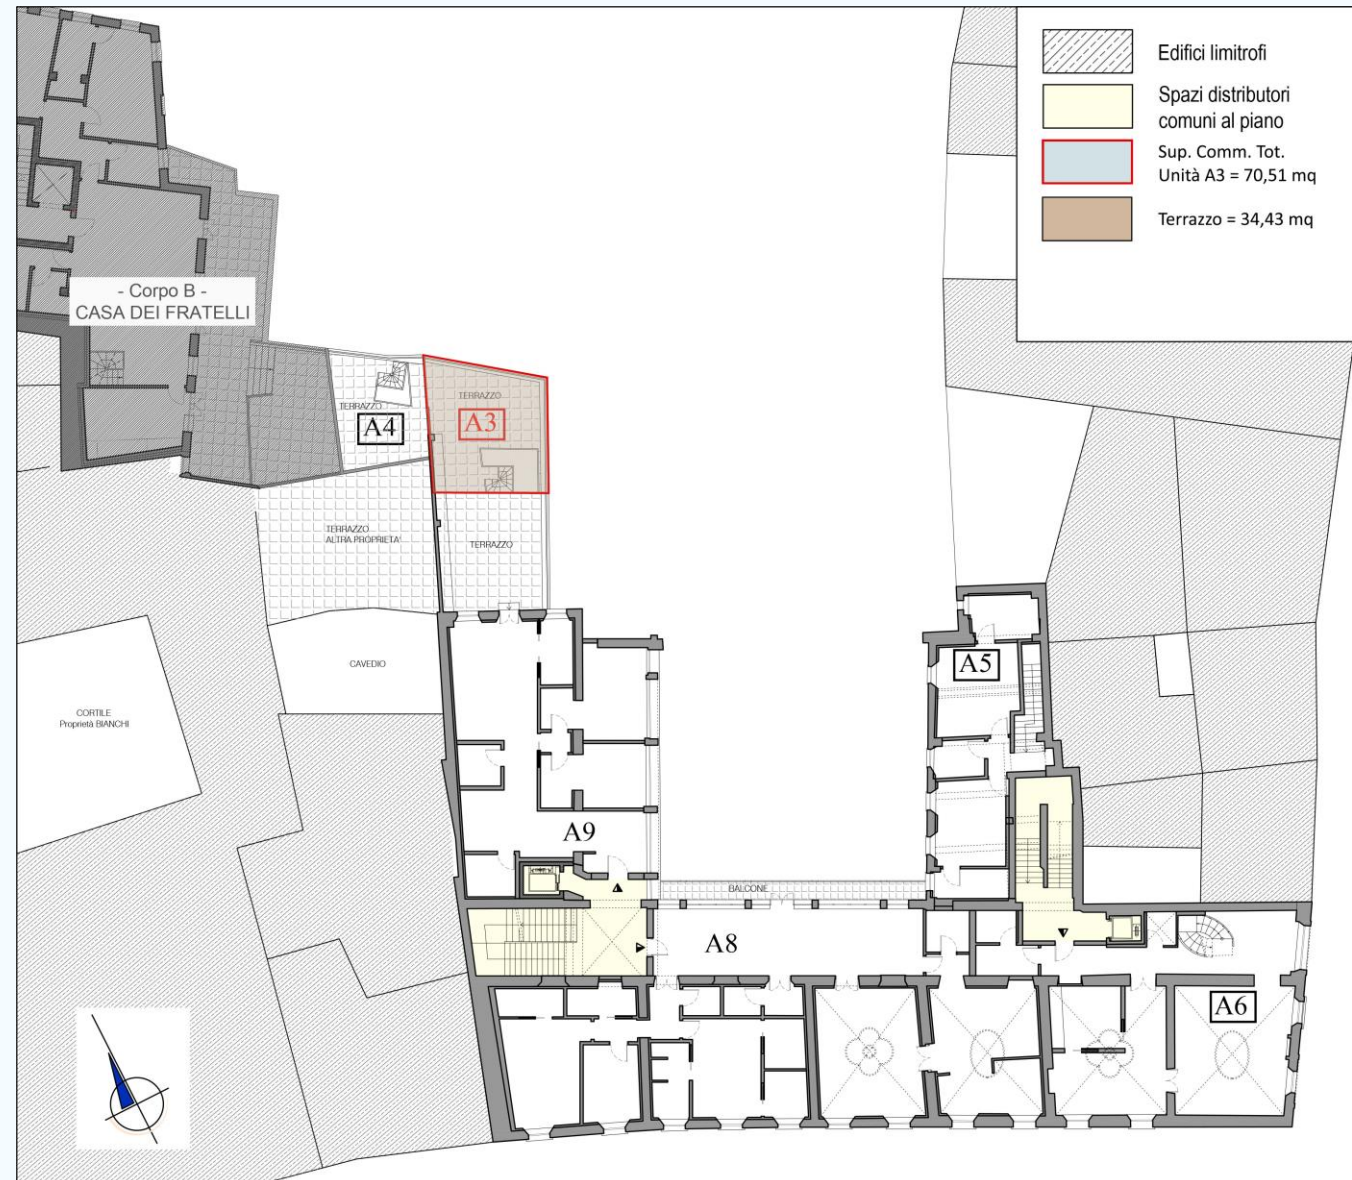 Edifici limitrofi
Spazi distributori
comuni al piano
Sup. Comm. Tot.
Unità A3 = 70,51 mq
Terrazzo = 34,43 mq
- Corpo B -
CASA DEI FRATELLI
TERRAZZO
A4
TERRAZZO
A3
TERRAZZO
ALTRA PROPRIETA'
TERRAZZO
CAVEDIO
A5
CORTILE
Proprietà BIANCHI
A9
BALCONE
A8
A6